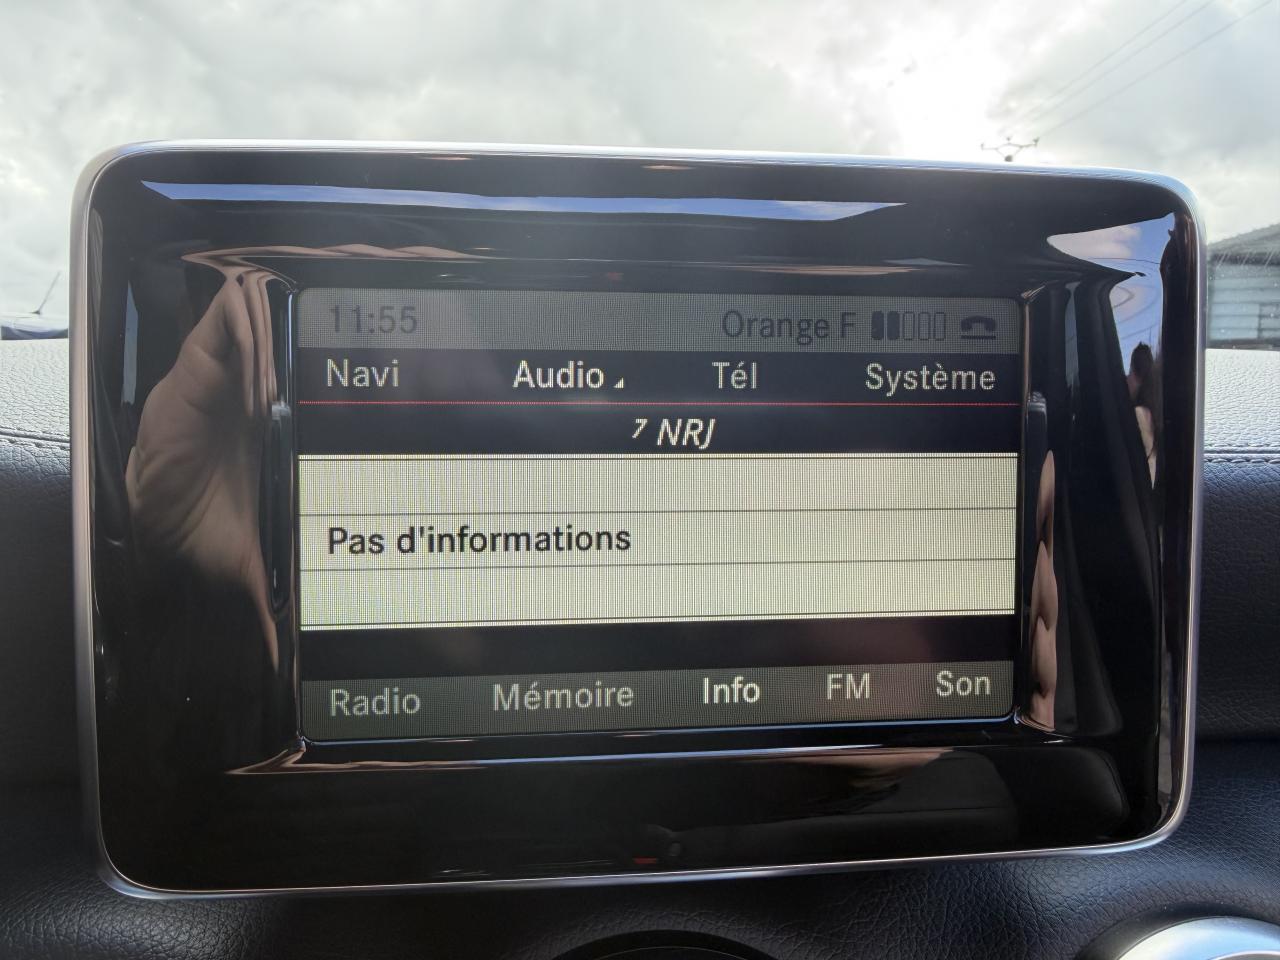 11:55 Orange F
Navi Audio Tél Système
7 NRJ
Pas d'informations
Radio Mémoire Info FM Son